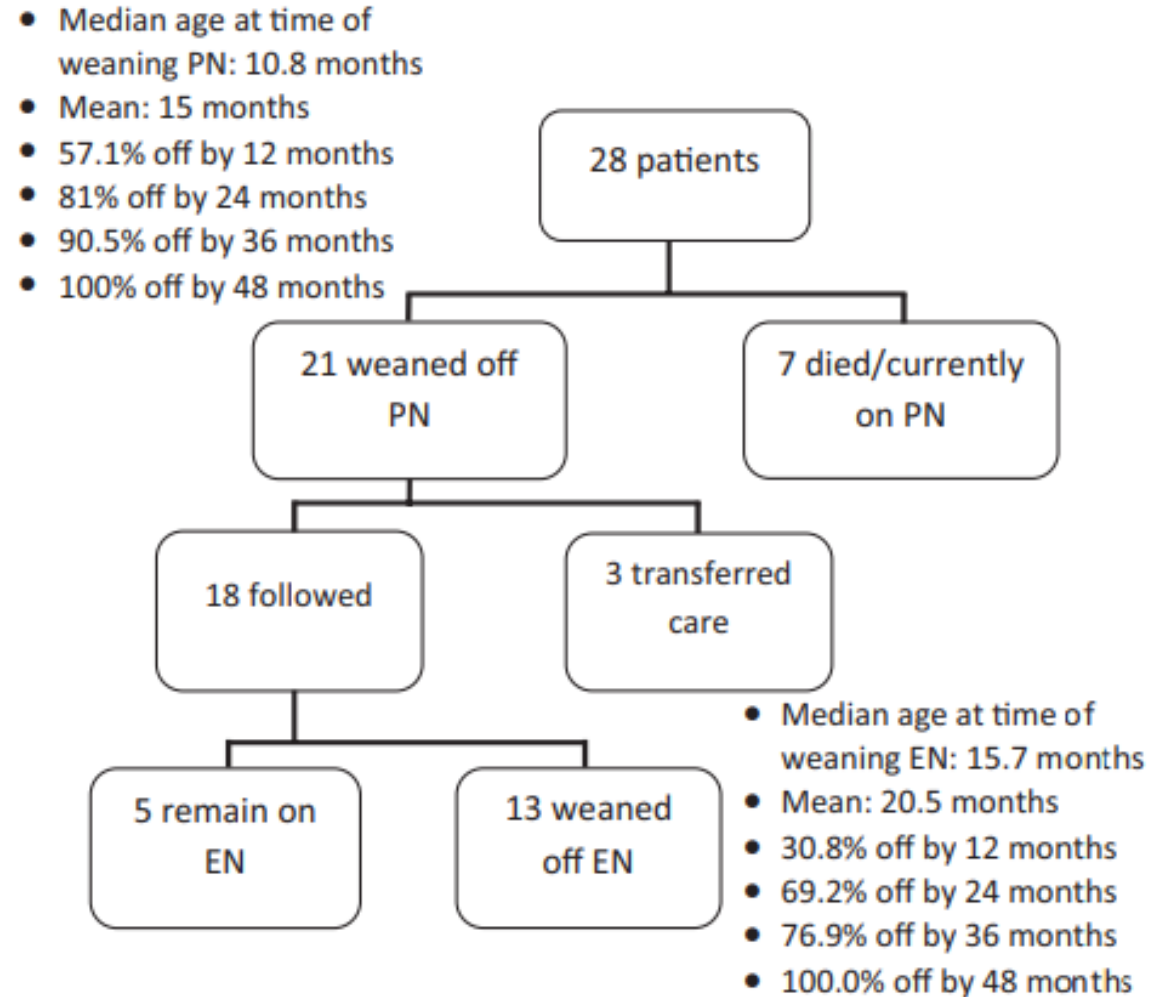 • Median age at time of
weaning PN: 10.8 months
• Mean: 15 months
• 57.1% off by 12 months
• 81% off by 24 months
• 90.5% off by 36 months
• 100% off by 48 months
28 patients
21 weaned off
PN
7 died/currently
on PN
18 followed
3 transferred
care
5 remain on
EN
13 weaned
off EN
• Median age at time of
weaning EN: 15.7 months
• Mean: 20.5 months
• 30.8% off by 12 months
• 69.2% off by 24 months
• 76.9% off by 36 months
• 100.0% off by 48 months